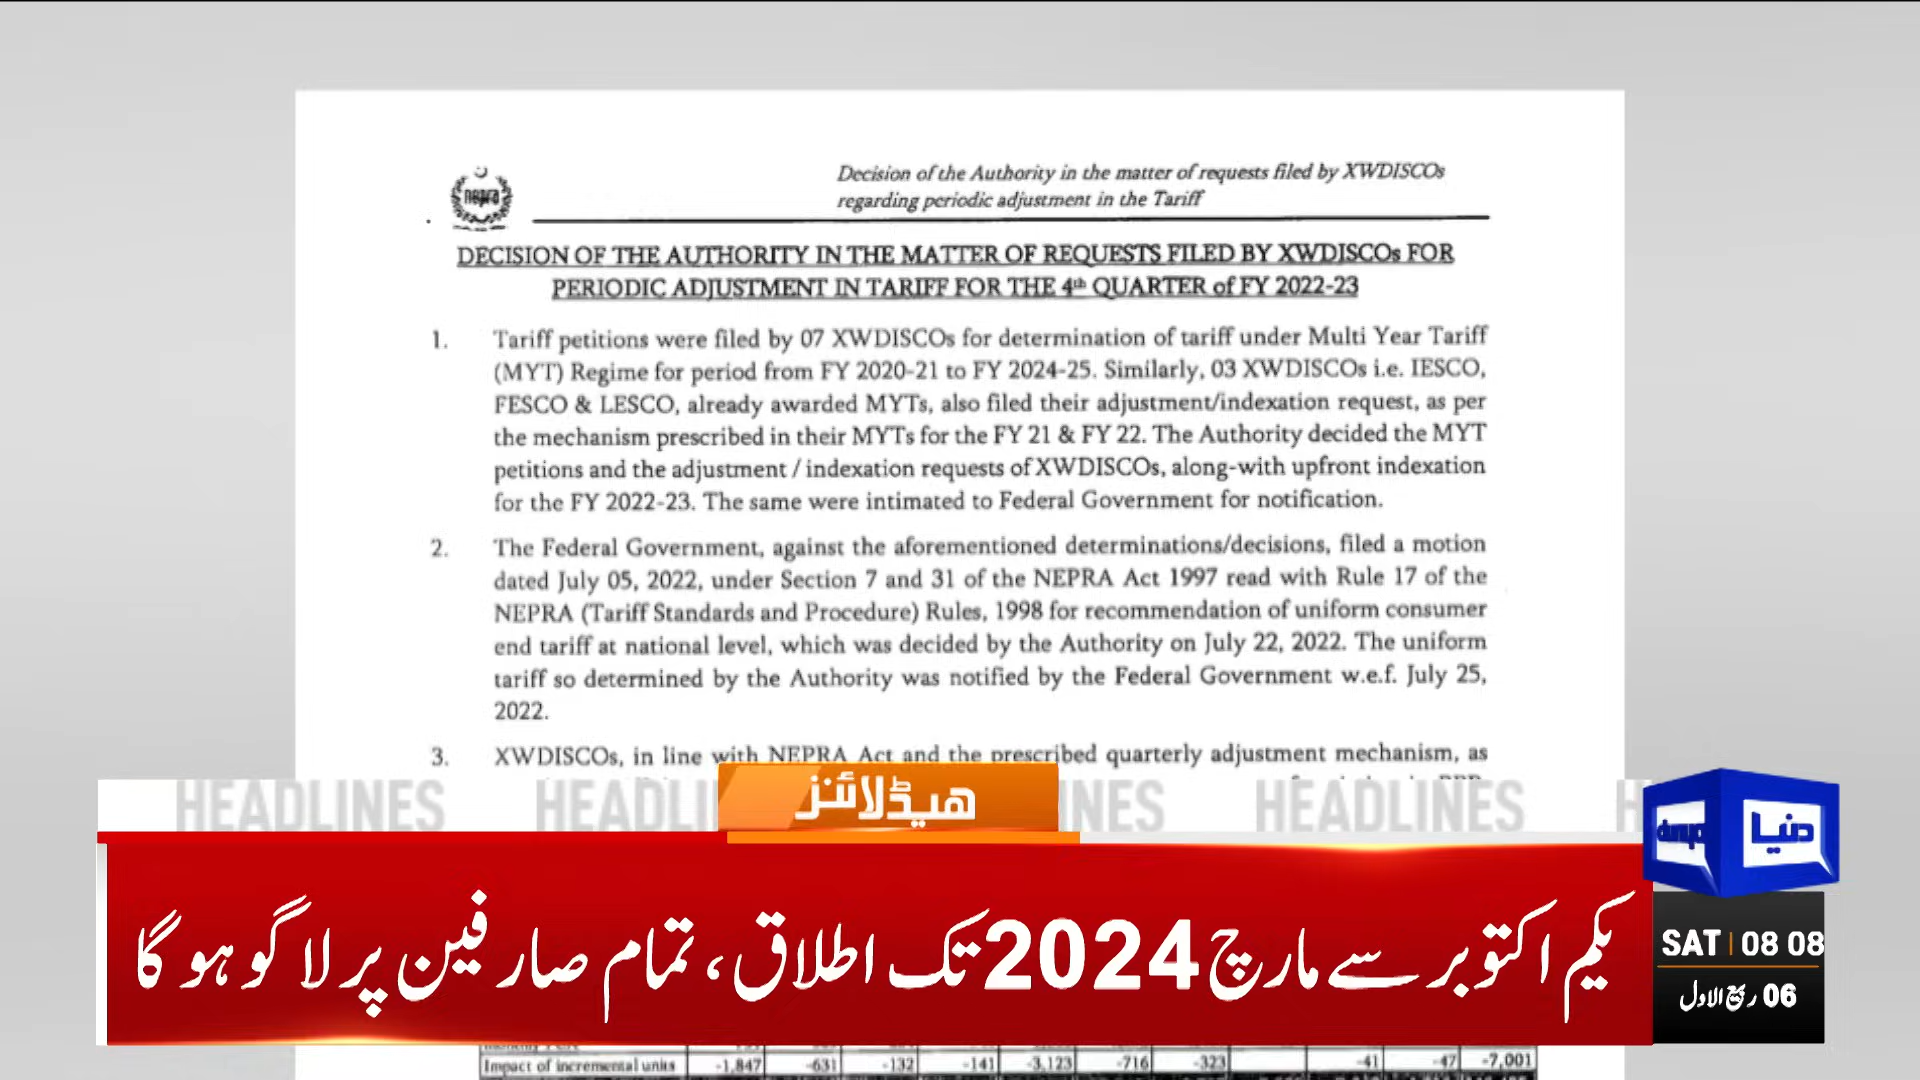 nepra
Decision of the Authority in the matter of requests filed by XWDISCOs
regarding periodic adjustment in the Tariff
DECISION OF THE AUTHORITY IN THE MATTER OF REQUESTS FILED BY XWDISCOs FOR
PERIODIC ADJUSTMENT IN TARIFF FOR THE 4th QUARTER of FY 2022-23
1. Tariff petitions were filed by 07 XWDISCOs for determination of tariff under Multi Year Tariff
(MYT) Regime for period from FY 2020-21 to FY 2024-25. Similarly, 03 XWDISCOs i.e. IESCO,
FESCO & LESCO, already awarded MYTs, also filed their adjustment/indexation request, as per
the mechanism prescribed in their MYTs for the FY 21 & FY 22. The Authority decided the MYT
petitions and the adjustment / indexation requests of XWDISCOs, along-with upfront indexation
for the FY 2022-23. The same were intimated to Federal Government for notification.
2. The Federal Government, against the aforementioned determinations/decisions, filed a motion
dated July 05, 2022, under Section 7 and 31 of the NEPRA Act 1997 read with Rule 17 of the
NEPRA (Tariff Standards and Procedure) Rules, 1998 for recommendation of uniform consumer
end tariff at national level, which was decided by the Authority on July 22, 2022. The uniform
tariff so determined by the Authority was notified by the Federal Government w.e.f. July 25,
2022.
3. XWDISCOs, in line with NEPRA Act and the prescribed quarterly adjustment mechanism, as
HEADLINES HEADLINES HEADLINES
ہیڈلائنز
دنیا
یکم اکتوبر سے مارچ 2024 تک اطلاق، تمام صارفین پر لاگو ہو گا
SAT 08 08
06 ربیع الاول
Impact of incremental units -1,847 -631 -132 -141 -3,123 -716 -323 -41 -47 -7,001